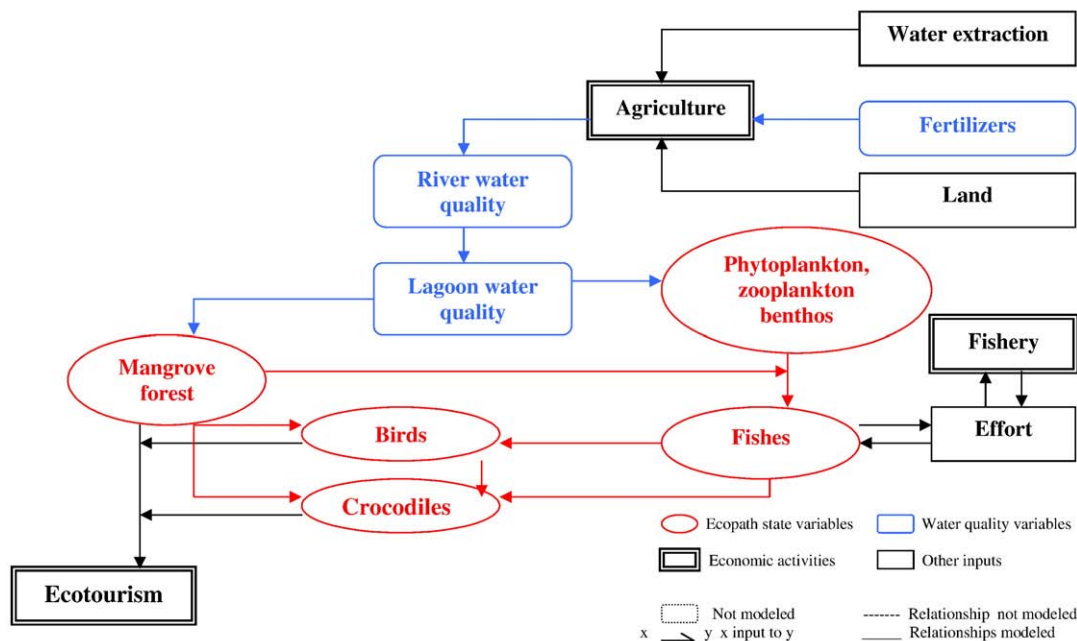 Water extraction
Agriculture
Fertilizers
River water
quality
Land
Lagoon water
quality
Phytoplankton,
zooplankton
benthos
Mangrove
forest
Fishery
Birds
Fishes
Effort
Crocodiles
Ecotourism
Ecopath state variables
Water quality variables
Economic activities
Other inputs
Not modeled
Relationship not modeled
x y x input to y
Relationships modeled